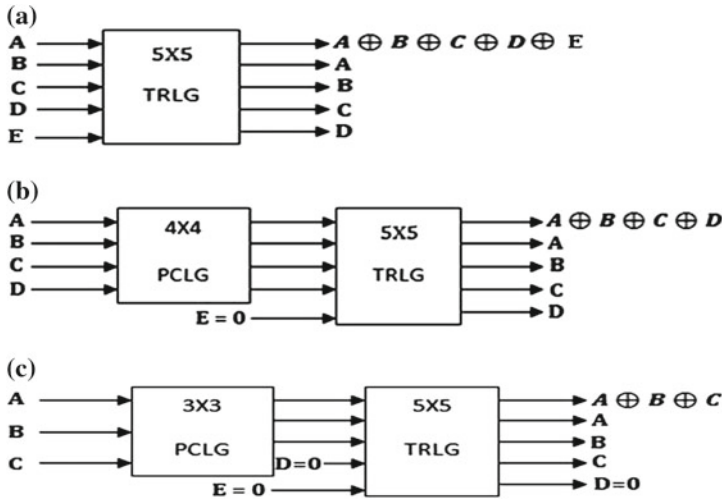 (a)
A
B
C
D
E
5X5
TRLG
A ⊕ B ⊕ C ⊕ D ⊕ E
A
B
C
D
(b)
A
B
C
D
4X4
PCLG
E = 0
5X5
TRLG
A ⊕ B ⊕ C ⊕ D
A
B
C
D
(c)
A
B
C
3X3
PCLG
D=0
E = 0
5X5
TRLG
A ⊕ B ⊕ C
A
B
C
D=0